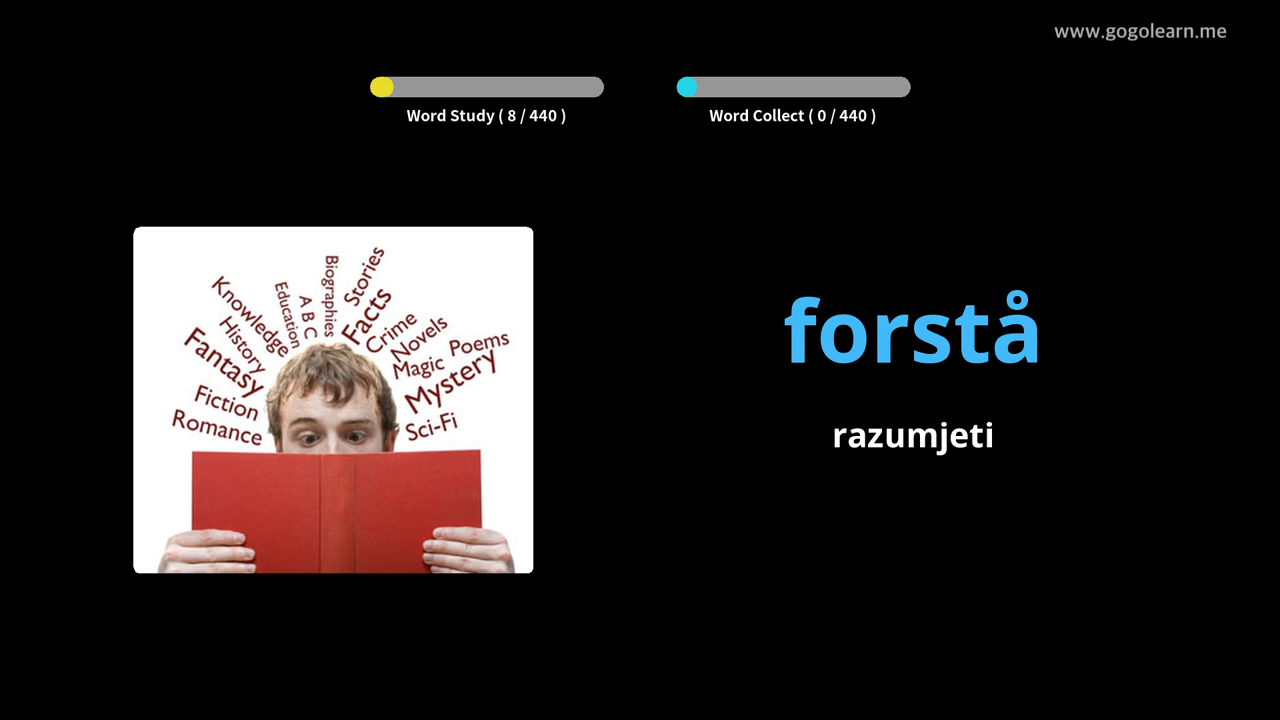 www.gogolearn.me
Word Study ( 8 / 440 )
Word Collect ( 0 / 440 )
Biographies
Stories
Knowledge
Education
A B C
Facts
History
Crime
Novels
Fantasy
Magic
Poems
Mystery
Fiction
Romance
Sci-Fi
forstå
razumjeti